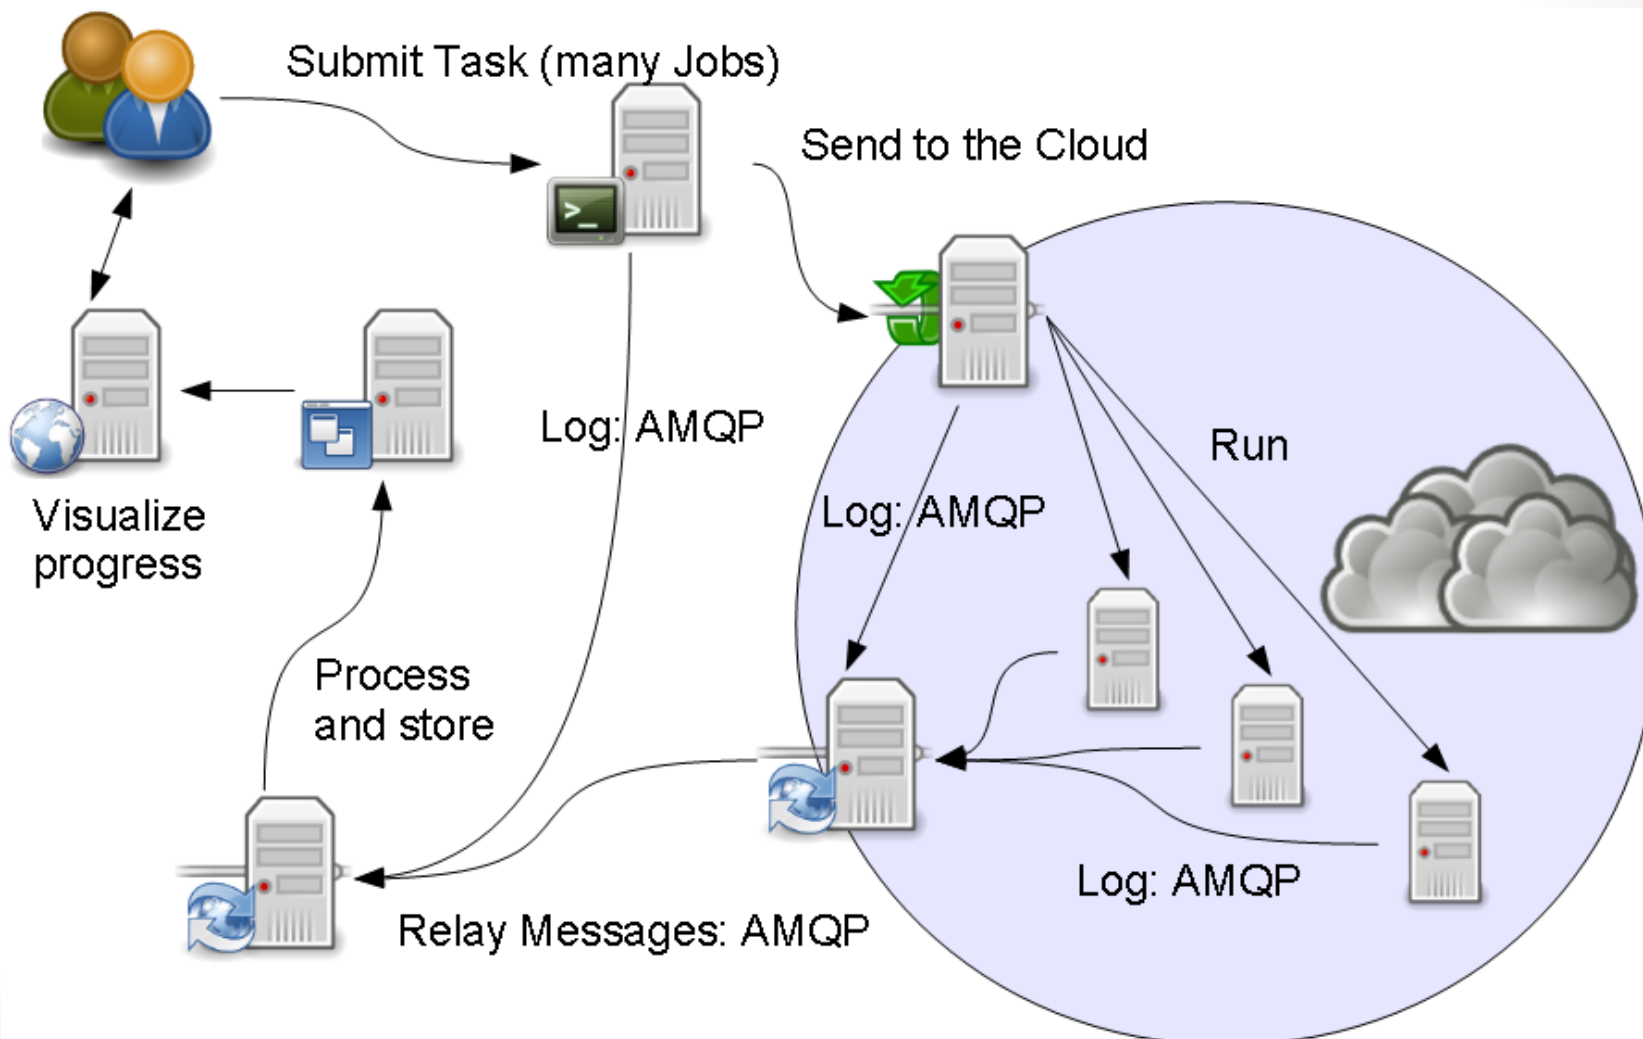 Submit Task (many Jobs)
Send to the Cloud
Log: AMQP
Run
Log: AMQP
Visualize
progress
Process
and store
Log: AMQP
Relay Messages: AMQP
>_